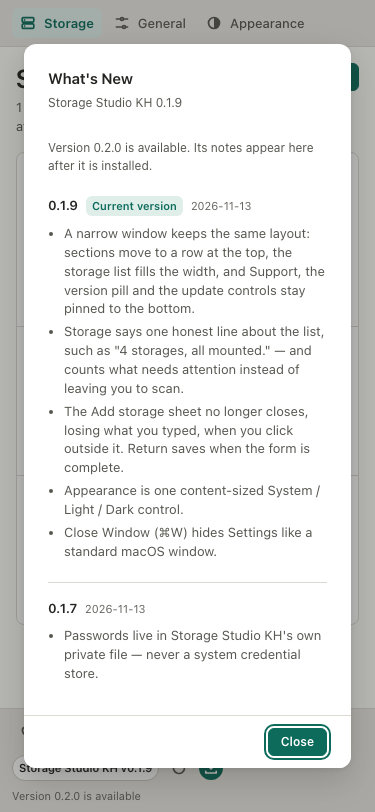 Storage
General
Appearance
What's New
Storage Studio KH 0.1.9
Version 0.2.0 is available. Its notes appear here
after it is installed.
0.1.9 Current version 2026-11-13
• A narrow window keeps the same layout:
sections move to a row at the top, the
storage list fills the width, and Support, the
version pill and the update controls stay
pinned to the bottom.
• Storage says one honest line about the list,
such as "4 storages, all mounted." — and
counts what needs attention instead of
leaving you to scan.
• The Add storage sheet no longer closes,
losing what you typed, when you click
outside it. Return saves when the form is
complete.
• Appearance is one content-sized System /
Light / Dark control.
• Close Window (⌘W) hides Settings like a
standard macOS window.
0.1.7 2026-11-13
• Passwords live in Storage Studio KH's own
private file — never a system credential
store.
Close
Storage Studio KH v0.1.9
Version 0.2.0 is available